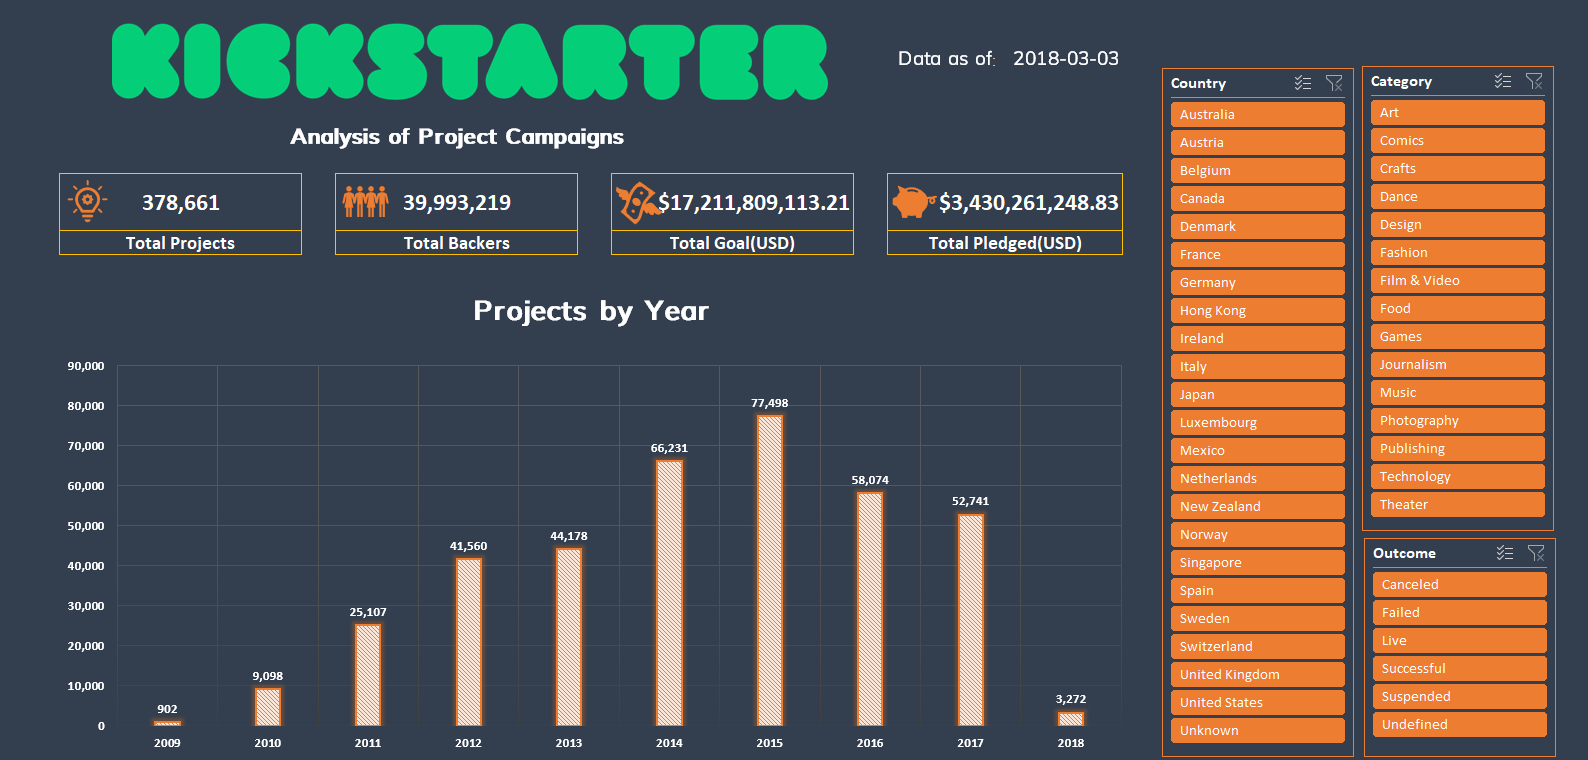 KICKSTARTER
Data as of: 2018-03-03
Analysis of Project Campaigns
378,661
Total Projects
39,993,219
Total Backers
$17,211,809,113.21
Total Goal(USD)
$3,430,261,248.83
Total Pledged(USD)
Projects by Year
90,000
80,000
70,000
60,000
50,000
40,000
30,000
20,000
10,000
0
902
9,098
25,107
41,560
44,178
66,231
77,498
58,074
52,741
3,272
2009
2010
2011
2012
2013
2014
2015
2016
2017
2018
Country
Australia
Austria
Belgium
Canada
Denmark
France
Germany
Hong Kong
Ireland
Italy
Japan
Luxembourg
Mexico
Netherlands
New Zealand
Norway
Singapore
Spain
Sweden
Switzerland
United Kingdom
United States
Unknown
Category
Art
Comics
Crafts
Dance
Design
Fashion
Film & Video
Food
Games
Journalism
Music
Photography
Publishing
Technology
Theater
Outcome
Canceled
Failed
Live
Successful
Suspended
Undefined